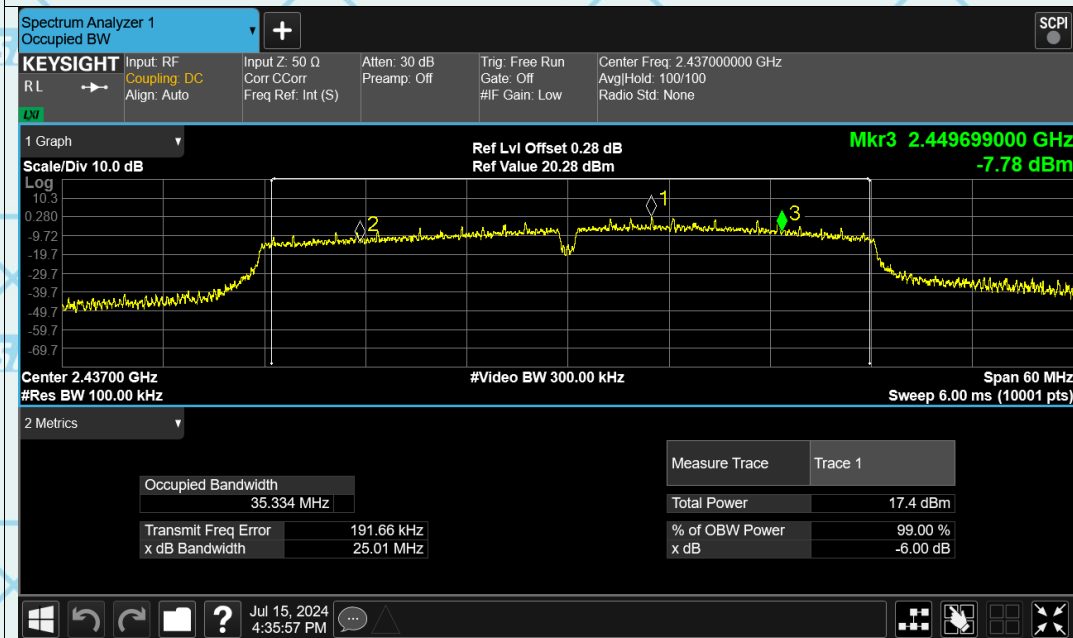 Spectrum Analyzer 1
Occupied BW
+
SCPI
KEYSIGHT
R L
LXI
Input: RF
Coupling: DC
Align: Auto
Input Z: 50 Ω
Corr CCorr
Freq Ref: Int (S)
Atten: 30 dB
Preamp: Off
Trig: Free Run
Gate: Off
#IF Gain: Low
Center Freq: 2.437000000 GHz
Avg|Hold: 100/100
Radio Std: None
1 Graph
Scale/Div 10.0 dB
Ref Lvl Offset 0.28 dB
Ref Value 20.28 dBm
Mkr3 2.449699000 GHz
-7.78 dBm
Log
10.3
0.280
-9.72
-19.7
-29.7
-39.7
-49.7
-59.7
-69.7
2
1
3
Center 2.43700 GHz
#Video BW 300.00 kHz
Span 60 MHz
#Res BW 100.00 kHz
Sweep 6.00 ms (10001 pts)
2 Metrics
Occupied Bandwidth
35.334 MHz
Transmit Freq Error 191.66 kHz
x dB Bandwidth 25.01 MHz
Measure Trace Trace 1
Total Power 17.4 dBm
% of OBW Power 99.00 %
x dB -6.00 dB
?
Jul 15, 2024
4:35:57 PM